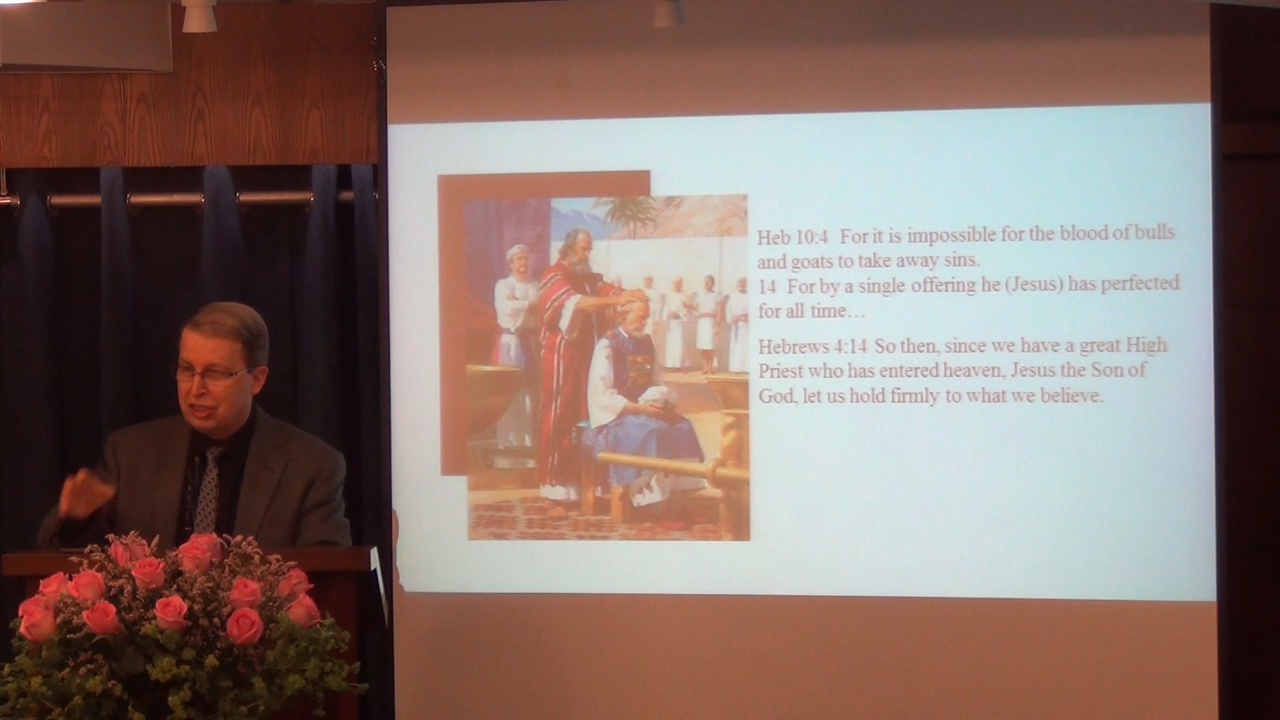 Heb 10:4 For it is impossible for the blood of bulls
and goats to take away sins.
14 For by a single offering he (Jesus) has perfected
for all time…
Hebrews 4:14 So then, since we have a great High
Priest who has entered heaven, Jesus the Son of
God, let us hold firmly to what we believe.